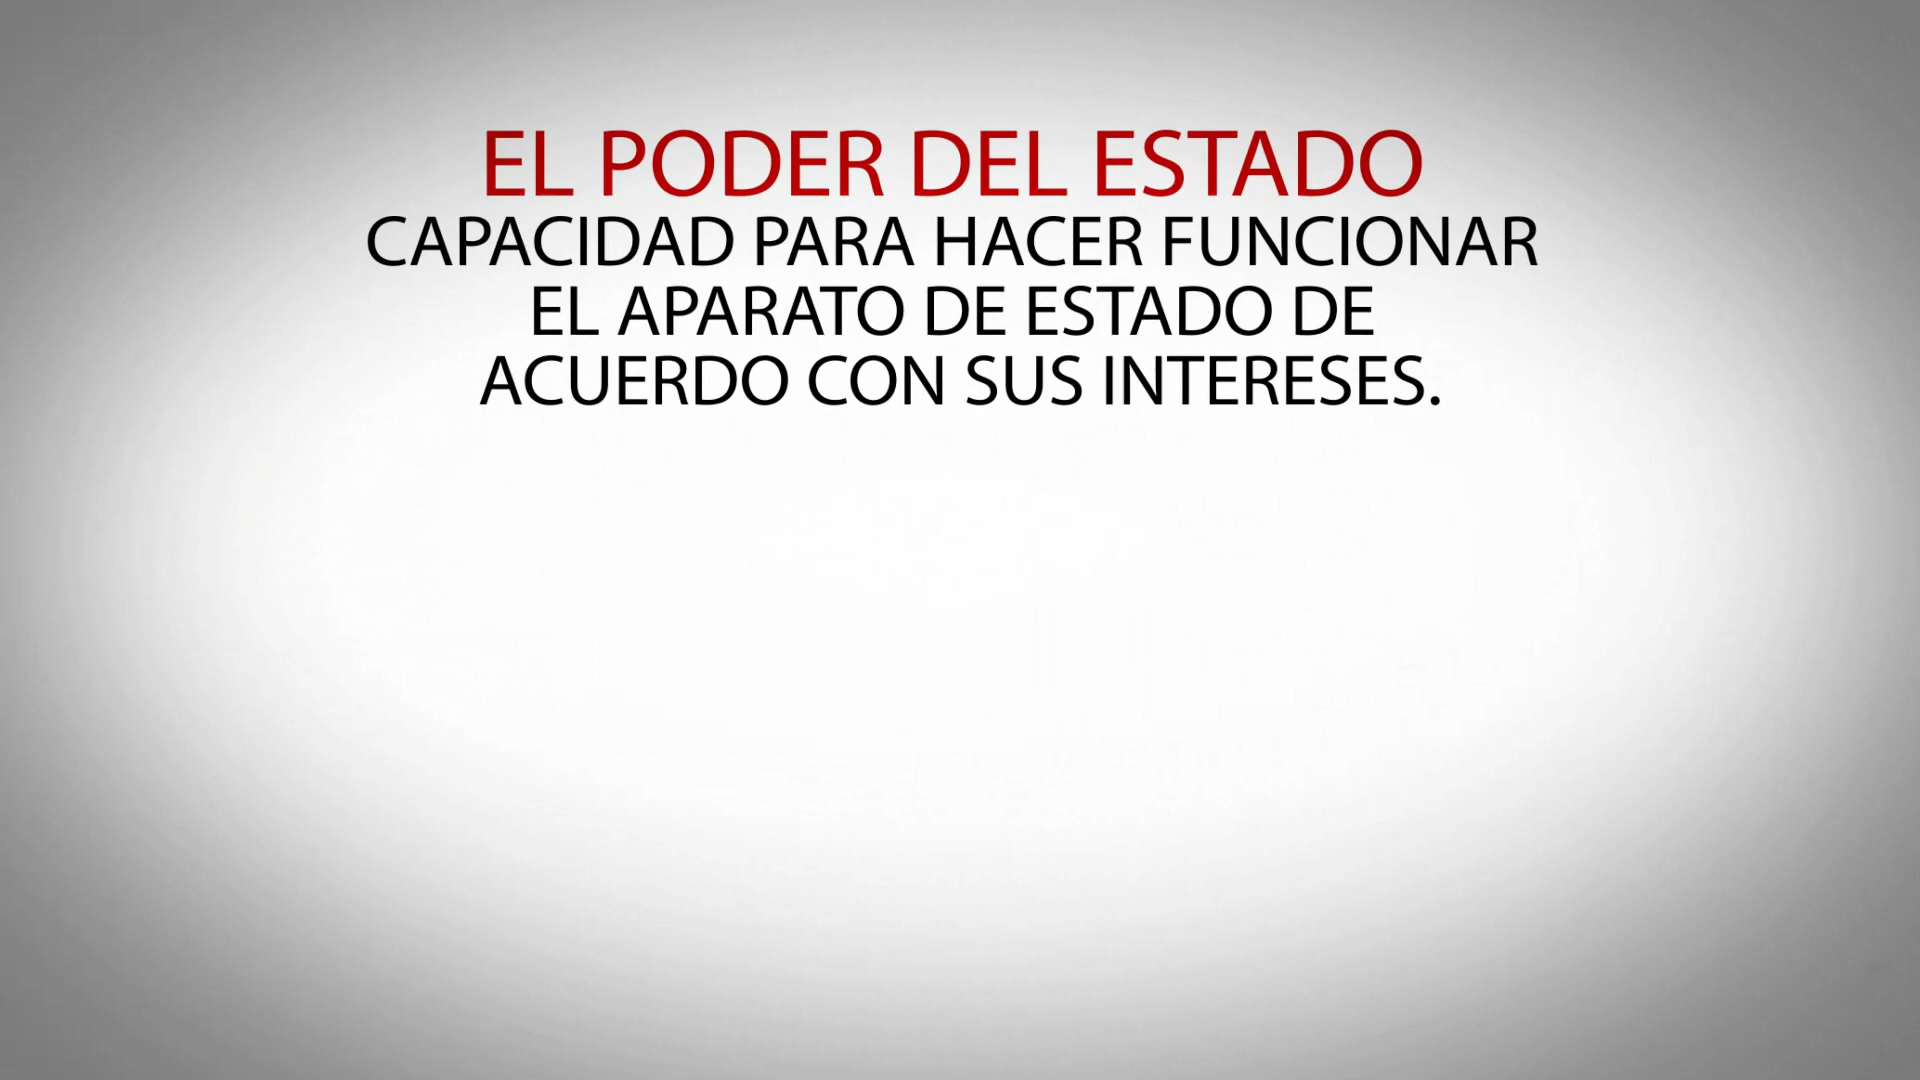 EL PODER DEL ESTADO
CAPACIDAD PARA HACER FUNCIONAR
EL APARATO DE ESTADO DE
ACUERDO CON SUS INTERESES.